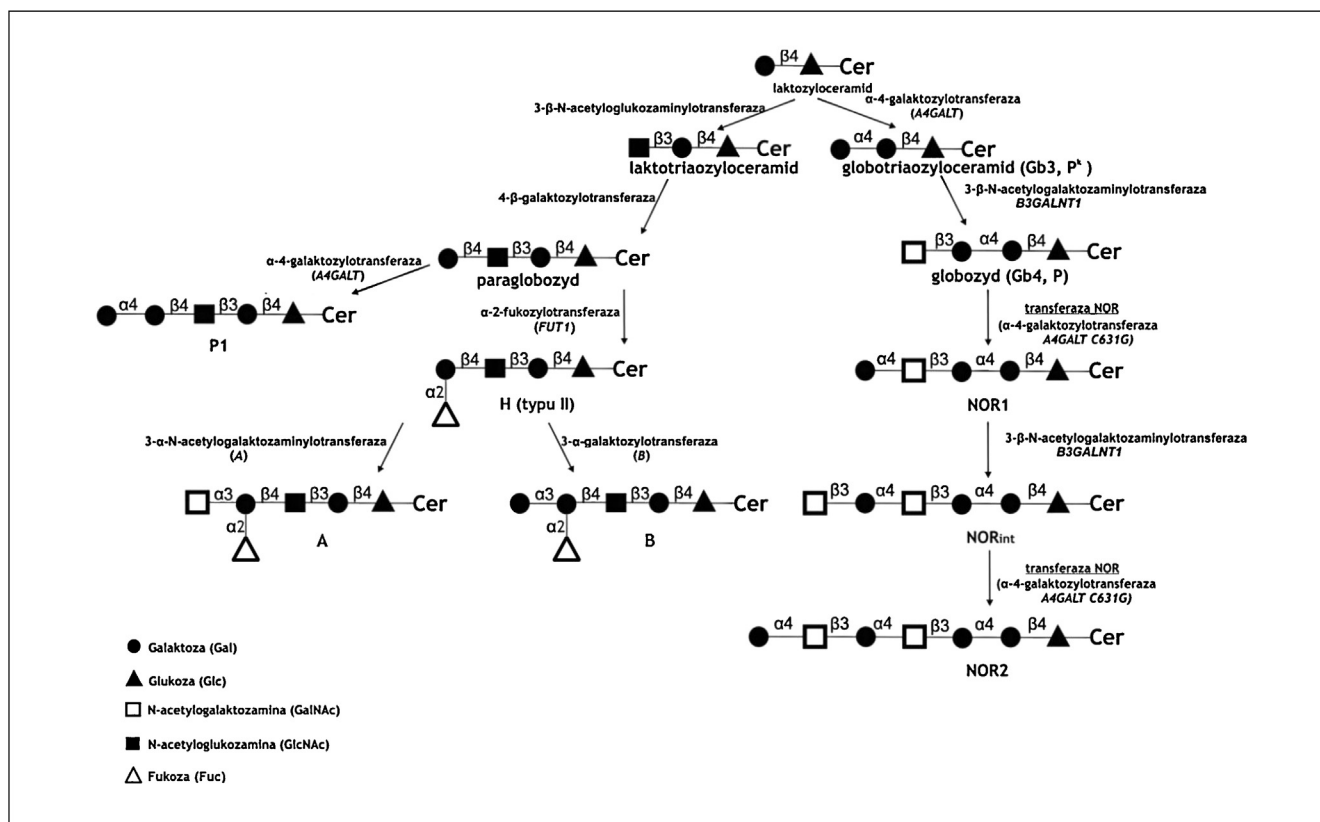 β4
Cer
laktozyloceramid
3-β-N-acetyloglukozaminylotransferaza
α-4-galaktozylotransferaza
(A4GALT)
β3 β4
Cer
laktotriaozyloceramid
α4 β4
Cer
globotriaozyloceramid (Gb3, Pᵏ )
4-β-galaktozylotransferaza
3-β-N-acetylogalaktozaminylotransferaza
B3GALNT1
β4 β3 β4
Cer
paraglobozyd
β3 α4 β4
Cer
globozyd (Gb4, P)
α-4-galaktozylotransferaza
(A4GALT)
α4 β4 β3 β4
Cer
P1
α-2-fukozylotransferaza
(FUT1)
transferaza NOR
(α-4-galaktozylotransferaza
A4GALT C631G)
β4 β3 β4
Cer
α2
H (typu II)
α4 β3 α4 β4
Cer
NOR1
3-α-N-acetylogalaktozaminylotransferaza
(A)
3-α-galaktozylotransferaza
(B)
3-β-N-acetylogalaktozaminylotransferaza
B3GALNT1
α3 β4 β3 β4
Cer
α2
A
α3 β4 β3 β4
Cer
α2
B
β3 α4 β3 α4 β4
Cer
NORint
transferaza NOR
(α-4-galaktozylotransferaza
A4GALT C631G)
α4 β3 α4 β3 α4 β4
Cer
NOR2
Galaktoza (Gal)
Glukoza (Glc)
N-acetylogalaktozamina (GalNAc)
N-acetyloglukozamina (GlcNAc)
Fukoza (Fuc)